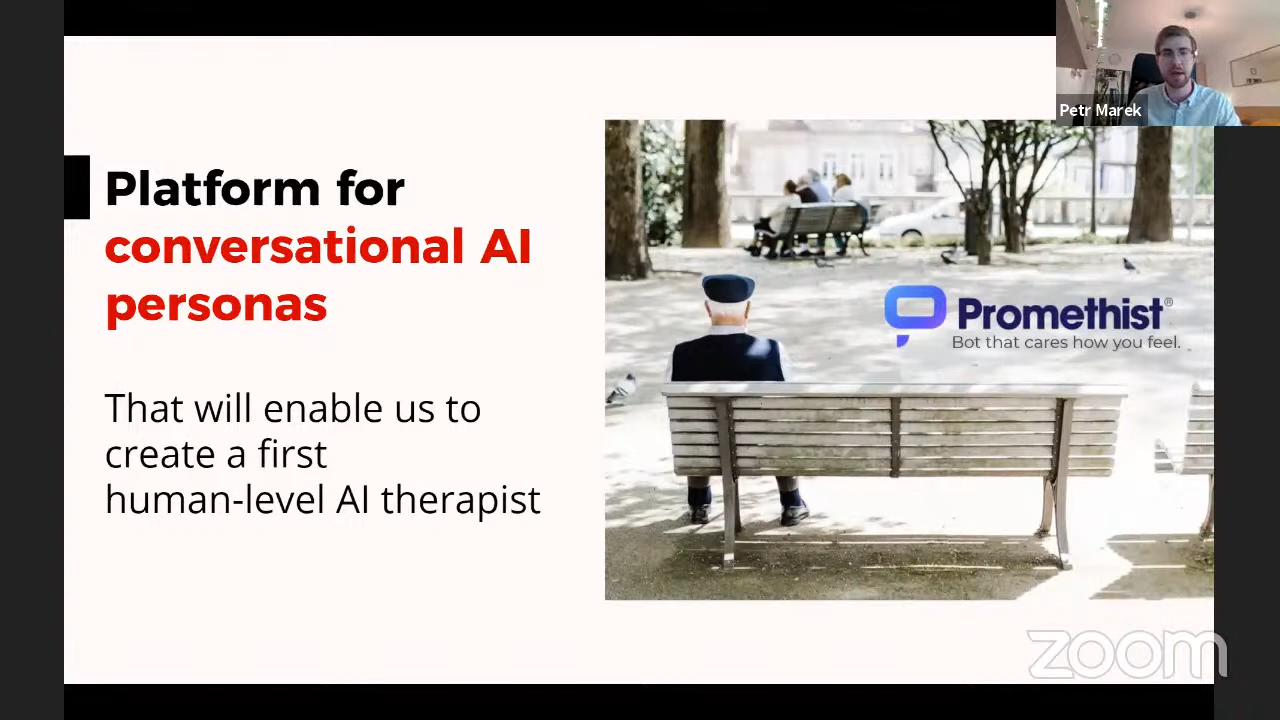 Petr Marek
Platform for
conversational AI
personas
That will enable us to
create a first
human-level AI therapist
Promethist®
Bot that cares how you feel.
zoom